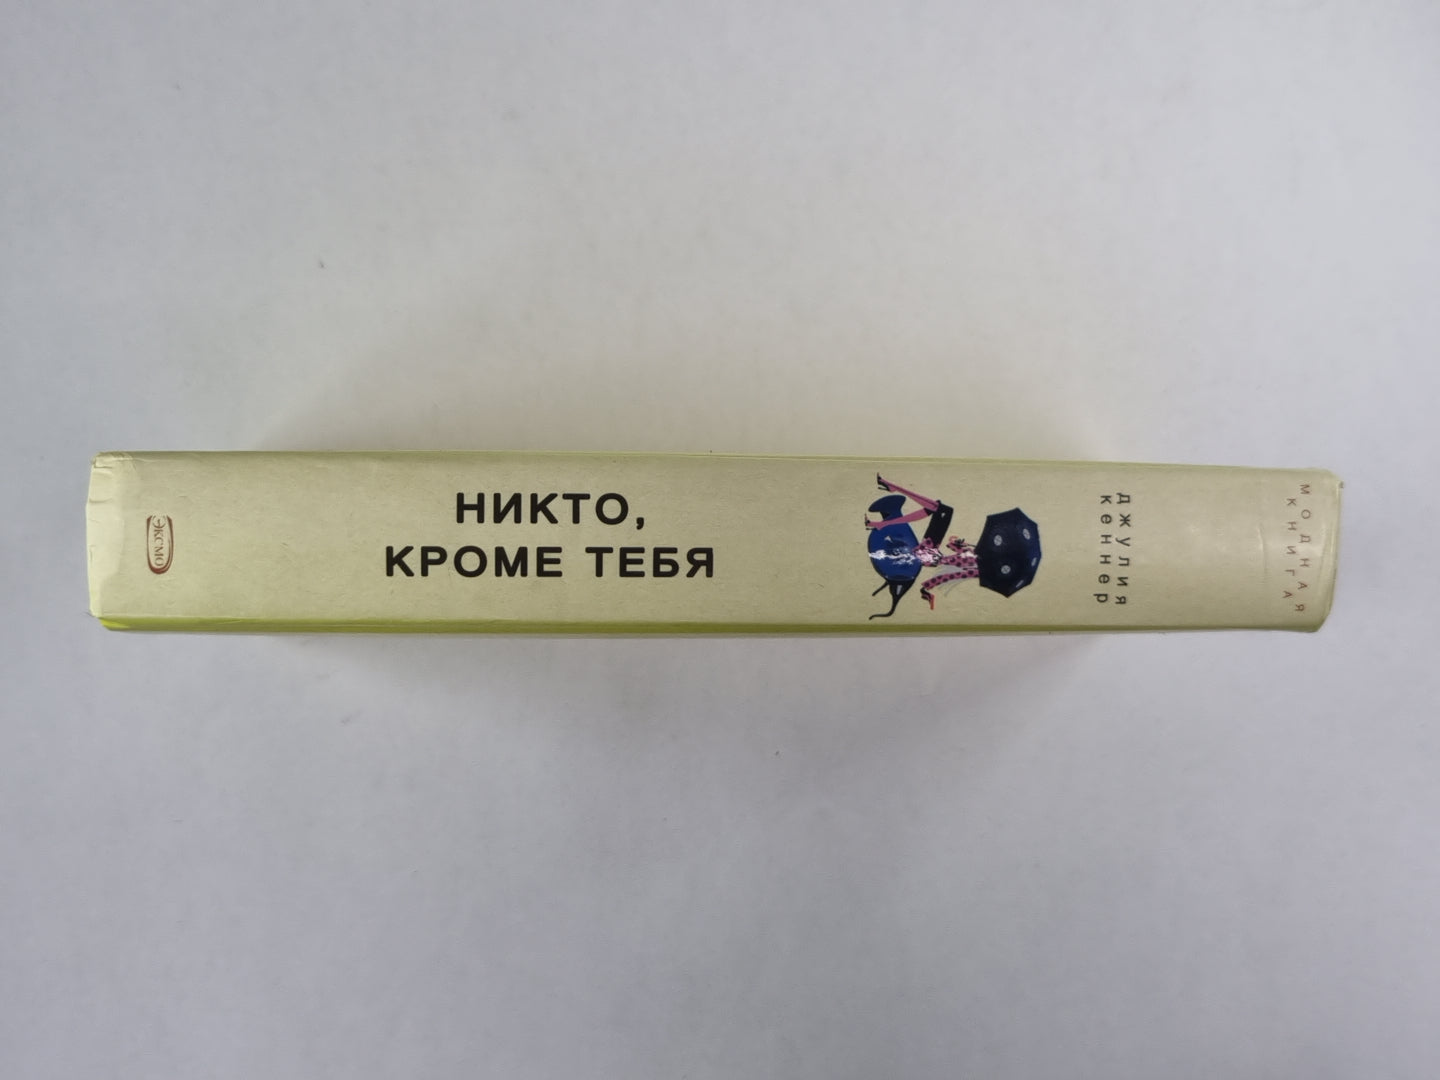 МОДНАЯ
КНИГА
джулия
кеннер
НИКТО,
КРОМЕ ТЕБЯ
ЭКСМО